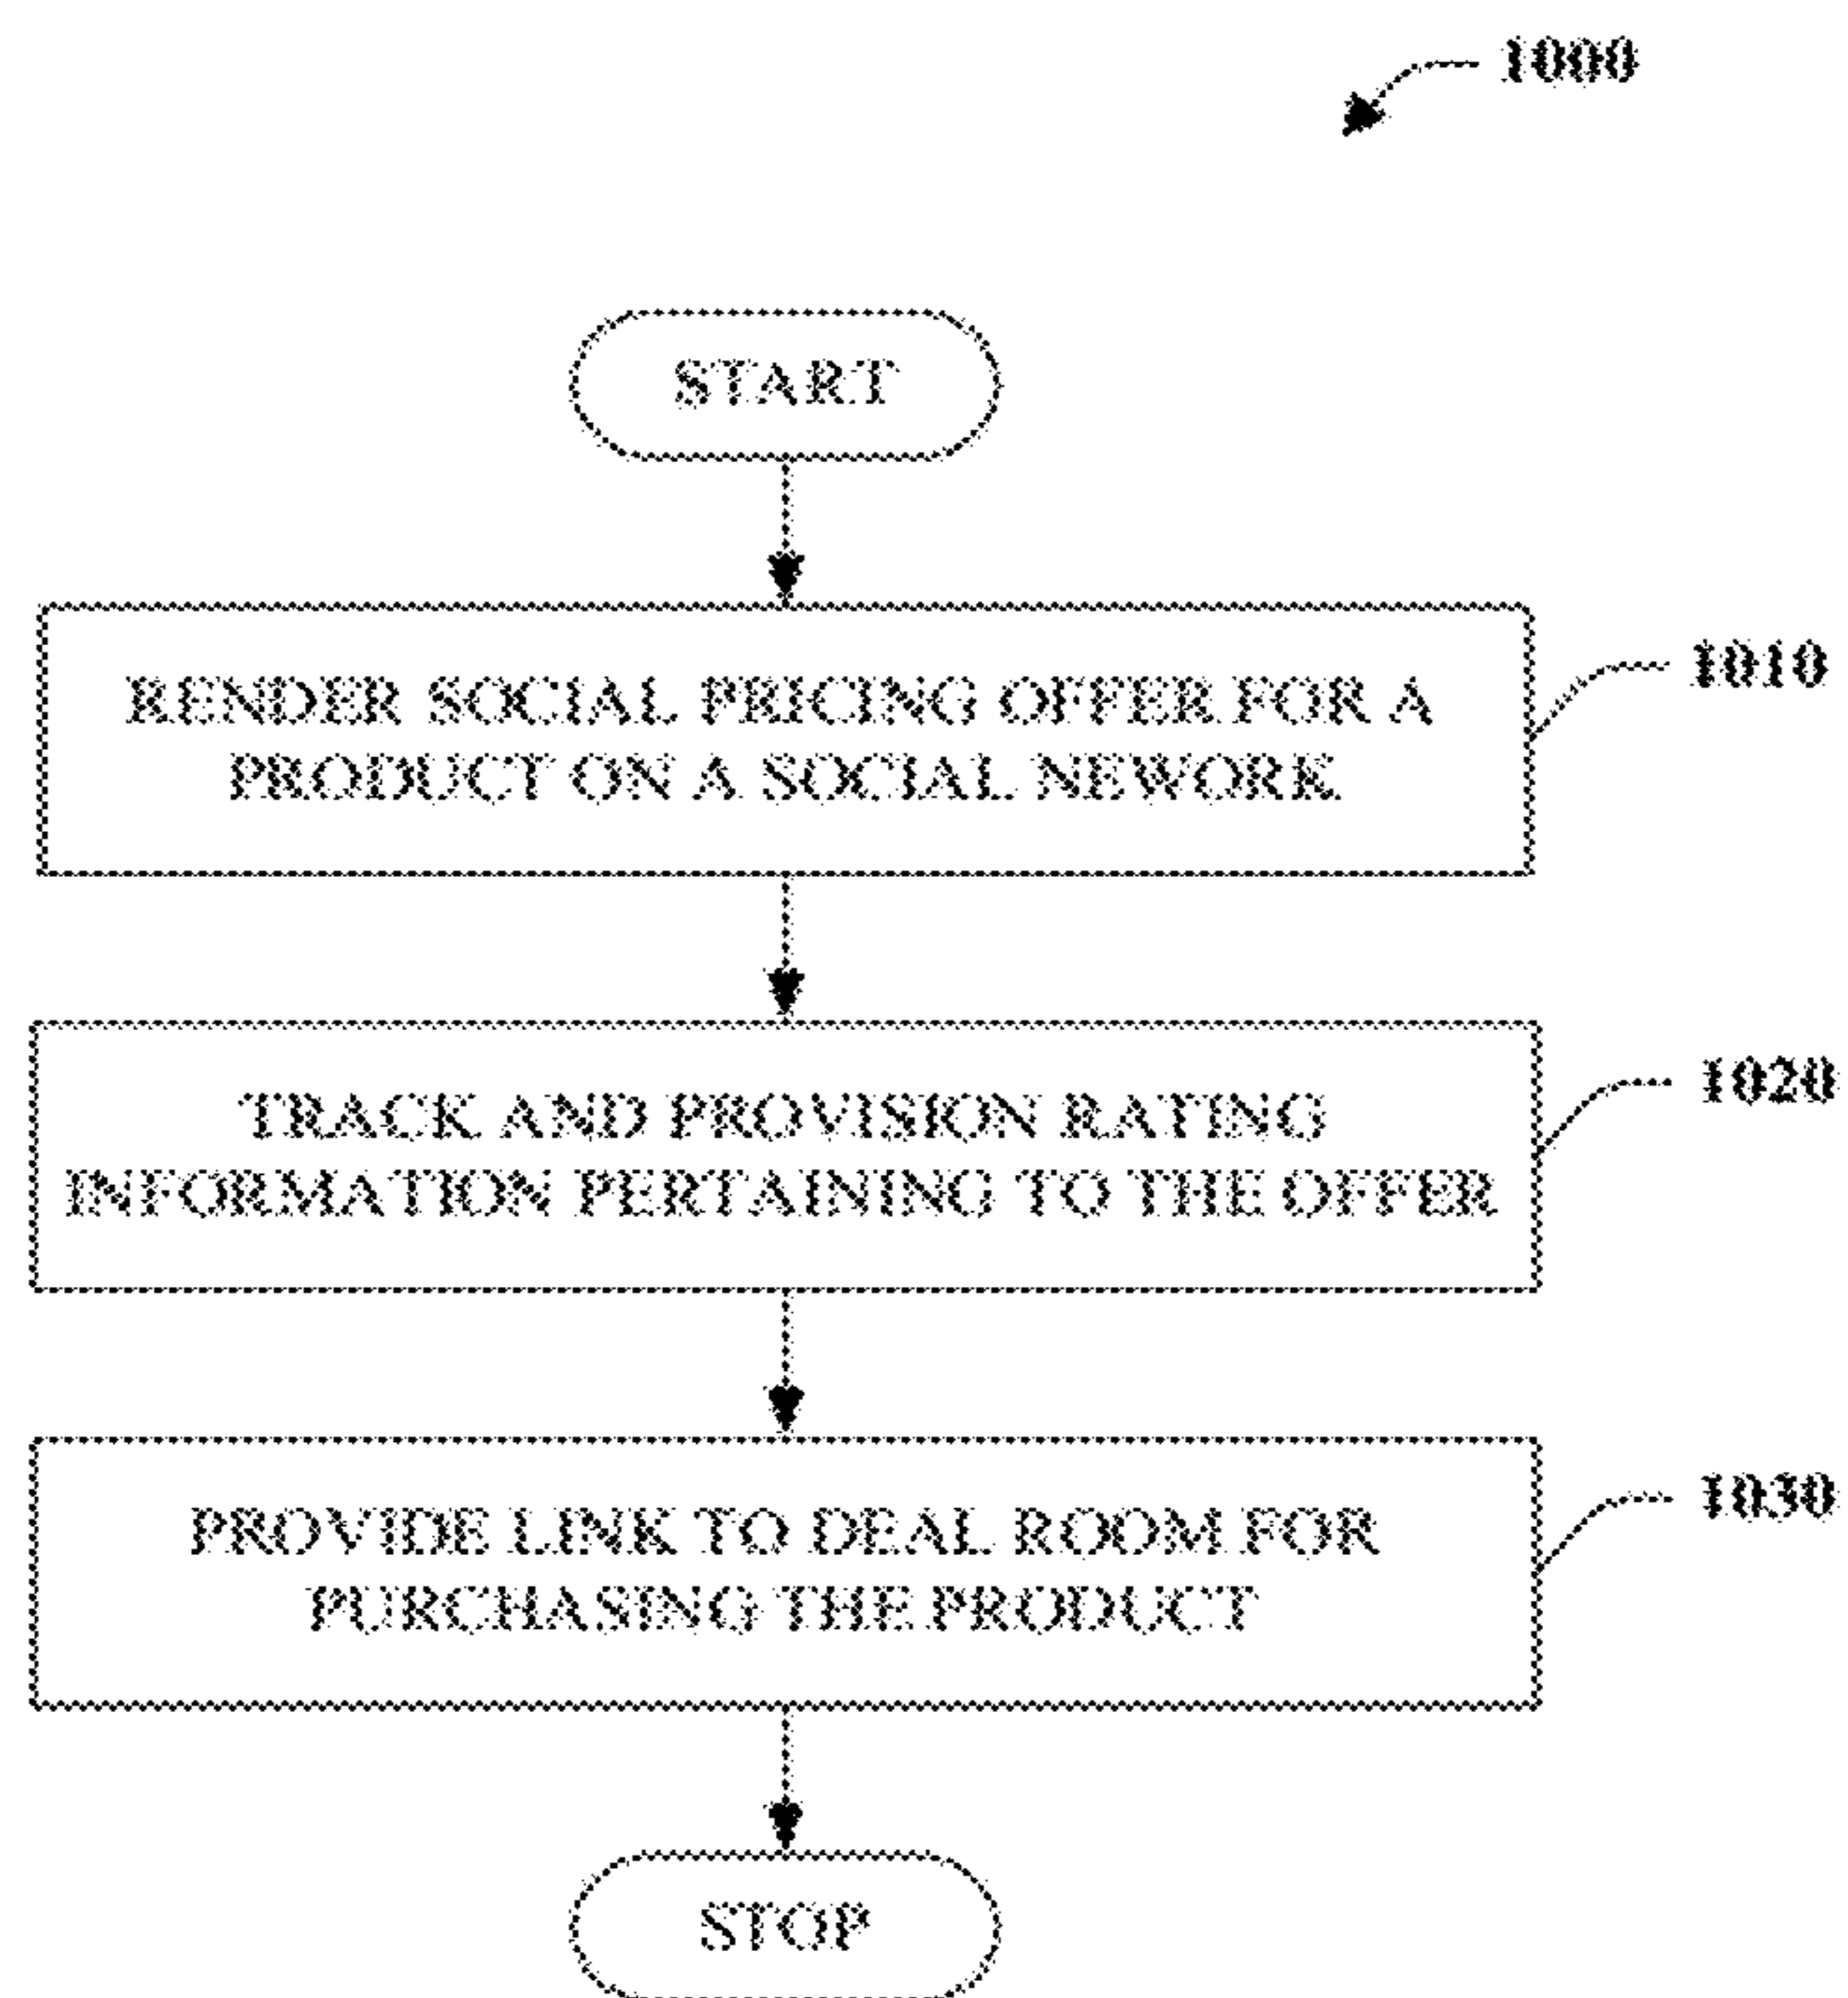 1000
START
RENDER SOCIAL PRICING OFFER FOR A
PRODUCT ON A SOCIAL NEWORK
1010
TRACK AND PROVISION RATING
INFORMATION PERTAINING TO THE OFFER
1020
PROVIDE LINK TO DEAL ROOM FOR
PURCHASING THE PRODUCT
1030
STOP